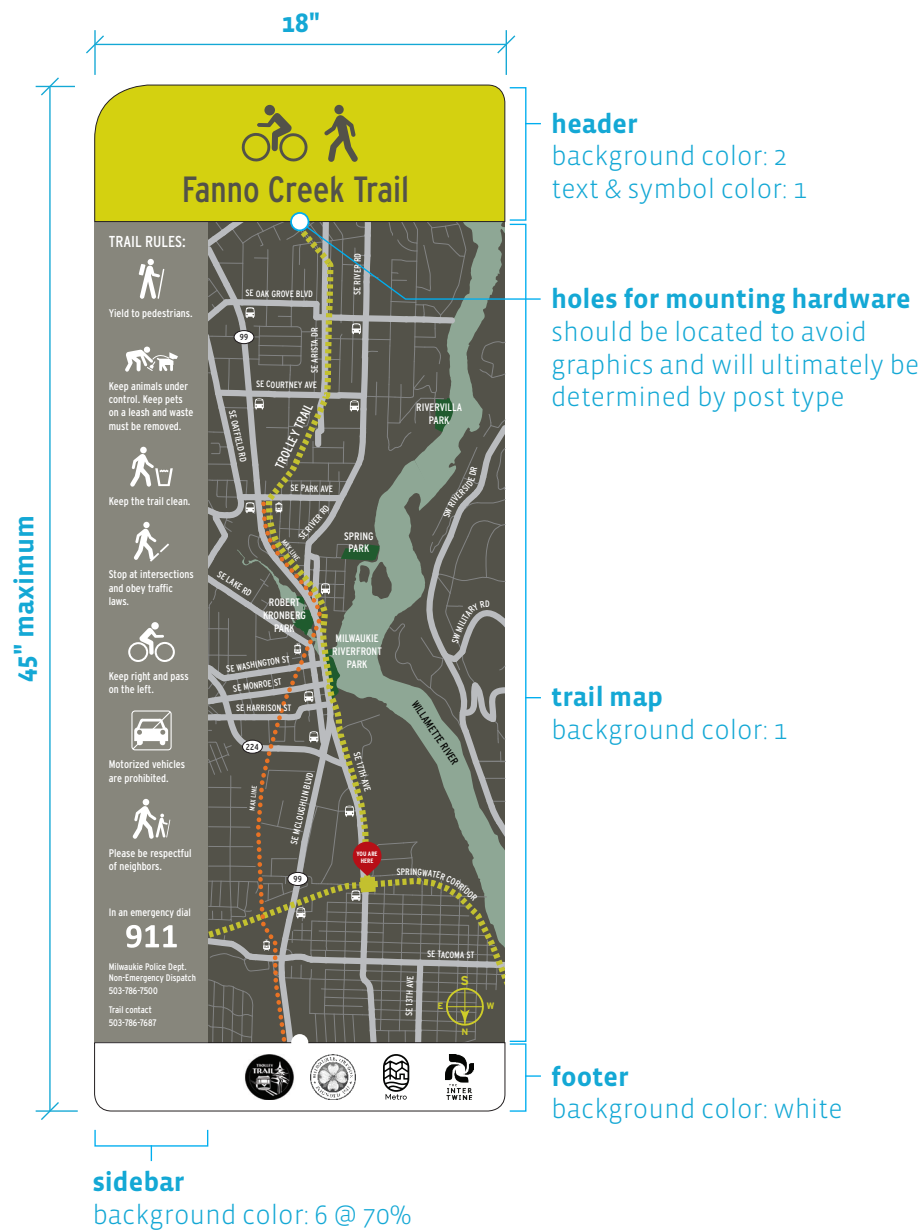 18"
45" maximum
Fanno Creek Trail
header
background color: 2
text & symbol color: 1
holes for mounting hardware
should be located to avoid
graphics and will ultimately be
determined by post type
trail map
background color: 1
footer
background color: white
sidebar
background color: 6 @ 70%
TRAIL RULES:
Yield to pedestrians.
Keep animals under
control. Keep pets
on a leash and waste
must be removed.
Keep the trail clean.
Stop at intersections
and obey traffic
laws.
Keep right and pass
on the left.
Motorized vehicles
are prohibited.
Please be respectful
of neighbors.
In an emergency dial
911
Milwaukie Police Dept.
Non-Emergency Dispatch
503-786-7500
Trail contact
503-786-7687
SE OAK GROVE BLVD
SE RIVER RD
99
SE ARISTA DR
SE COURTNEY AVE
SE OATFIELD RD
TROLLEY TRAIL
RIVERVILLA
PARK
SE PARK AVE
SE RIVER RD
SW RIVERSIDE DR
MAX LINE
SPRING
PARK
SE LAKE RD
ROBERT
KRONBERG
PARK
SW MILITARY RD
MILWAUKIE
RIVERFRONT
PARK
SE WASHINGTON ST
SE MONROE ST
SE HARRISON ST
224
WILLAMETTE RIVER
SE 17TH AVE
MAX LINE
SE MCLOUGHLIN BLVD
YOU ARE
HERE
99
SPRINGWATER CORRIDOR
SE TACOMA ST
SE 13TH AVE
S
E
W
N
TROLLEY
TRAIL
Metro
THE
INTER
TWINE